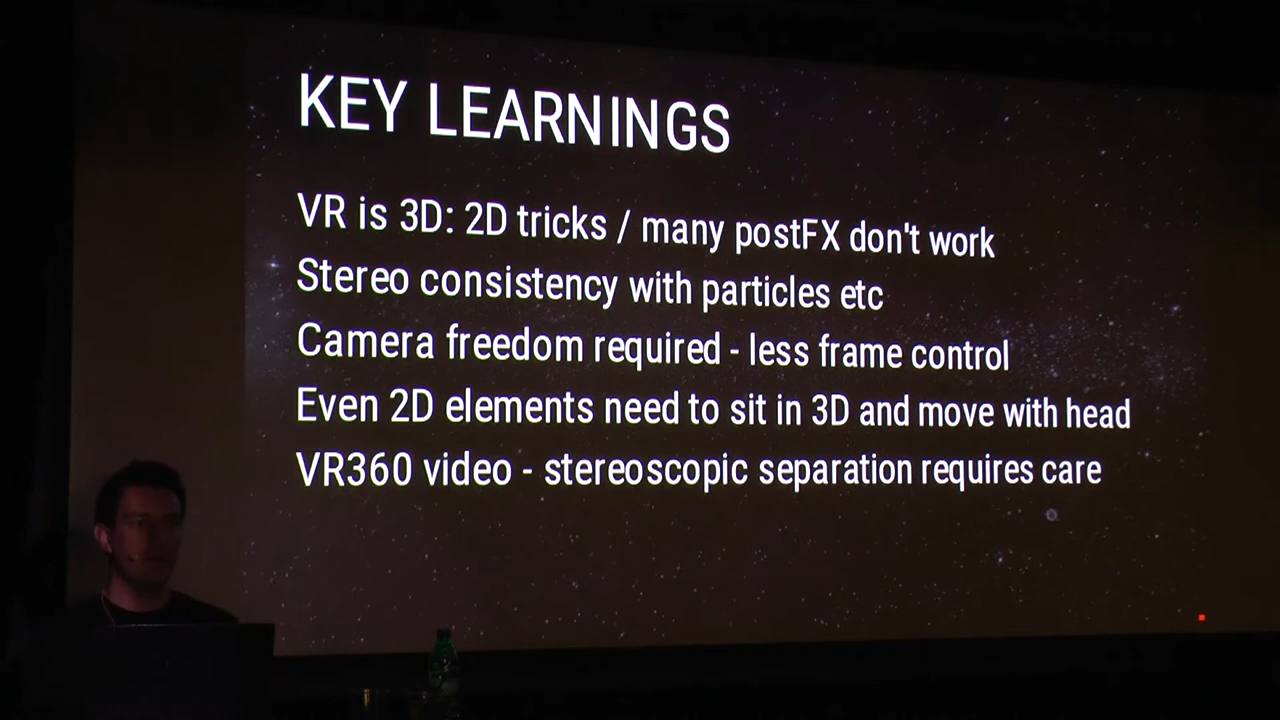 KEY LEARNINGS
VR is 3D: 2D tricks / many postFX don't work
Stereo consistency with particles etc
Camera freedom required - less frame control
Even 2D elements need to sit in 3D and move with head
VR360 video - stereoscopic separation requires care